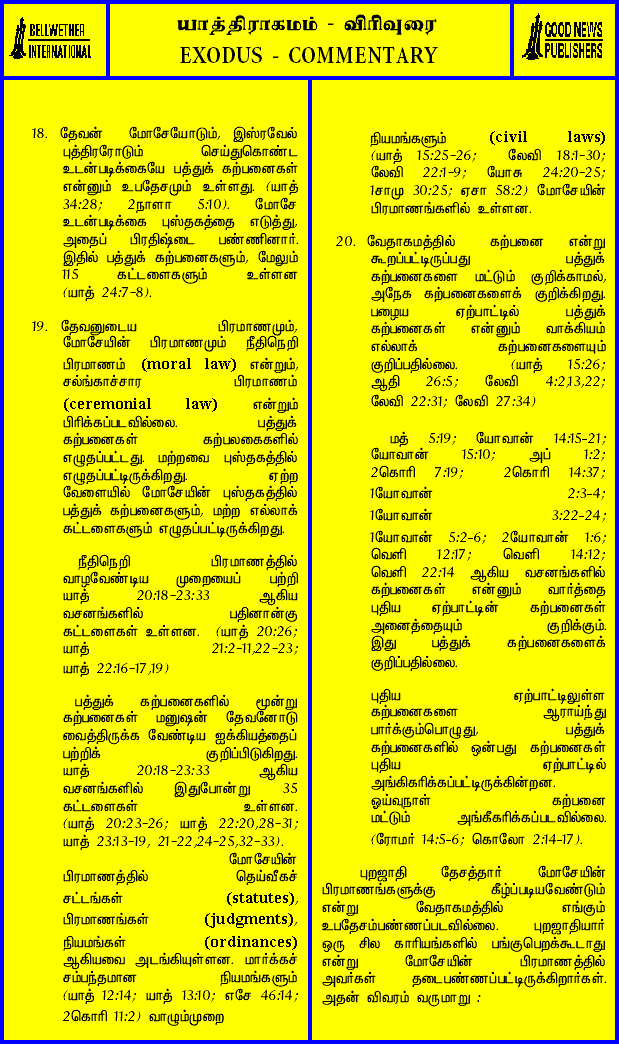 BELLWETHER
INTERNATIONAL
யாத்திராகமம் - விரிவுரை
EXODUS - COMMENTARY
GOOD NEWS
PUBLISHERS
18. தேவன் மோசேயோடும், இஸ்ரவேல்
புத்திரரோடும் செய்துகொண்ட
உடன்படிக்கையே பத்துக் கற்பனைகள்
என்னும் உபதேசமும் உள்ளது. (யாத்
34:28; 2நாளா 5:10). மோசே
உடன்படிக்கை புஸ்தகத்தை எடுத்து,
அதைப் பிரதிஷ்டை பண்ணினார்.
இதில் பத்துக் கற்பனைகளும், மேலும்
115 கட்டளைகளும் உள்ளன
(யாத் 24:7-8).
19. தேவனுடைய பிரமாணமும்,
மோசேயின் பிரமாணமும் நீதிநெறி
பிரமாணம் (moral law) என்றும்,
சல்ங்காச்சார பிரமாணம்
(ceremonial law) என்றும்
பிரிக்கப்படவில்லை. பத்துக்
கற்பனைகள் கற்பலகைகளில்
எழுதப்பட்டது. மற்றவை புஸ்தகத்தில்
எழுதப்பட்டிருக்கிறது. ஏற்ற
வேளையில் மோசேயின் புஸ்தகத்தில்
பத்துக் கற்பனைகளும், மற்ற எல்லாக்
கட்டளைகளும் எழுதப்பட்டிருக்கிறது.
நீதிநெறி பிரமாணத்தில்
வாழவேண்டிய முறையைப் பற்றி
யாத் 20:18-23:33 ஆகிய
வசனங்களில் பதினான்கு
கட்டளைகள் உள்ளன. (யாத் 20:26;
யாத் 21:2-11,22-23;
யாத் 22:16-17,19)
பத்துக் கற்பனைகளில் மூன்று
கற்பனைகள் மனுஷன் தேவனோடு
வைத்திருக்க வேண்டிய ஐக்கியத்தைப்
பற்றிக் குறிப்பிடுகிறது.
யாத் 20:18-23:33 ஆகிய
வசனங்களில் இதுபோன்று 35
கட்டளைகள் உள்ளன.
(யாத் 20:23-26; யாத் 22:20,28-31;
யாத் 23:13-19, 21-22,24-25,32-33).
மோசேயின்
பிரமாணத்தில் தெய்வீகச்
சட்டங்கள் (statutes),
பிரமாணங்கள் (judgments),
நியமங்கள் (ordinances)
ஆகியவை அடங்கியுள்ளன. மார்க்கச்
சம்பந்தமான நியமங்களும்
(யாத் 12:14; யாத் 13:10; எசே 46:14;
2கொரி 11:2) வாழும்முறை
நியமங்களும் (civil laws)
(யாத் 15:25-26; லேவி 18:1-30;
லேவி 22:1-9; யோசு 24:20-25;
1சாமு 30:25; ஏசா 58:2) மோசேயின்
பிரமாணங்களில் உள்ளன.
20. வேதாகமத்தில் கற்பனை என்று
கூறப்பட்டிருப்பது பத்துக்
கற்பனைகளை மட்டும் குறிக்காமல்,
அநேக கற்பனைகளைக் குறிக்கிறது.
பழைய ஏற்பாட்டில் பத்துக்
கற்பனைகள் என்னும் வாக்கியம்
எல்லாக் கற்பனைகளையும்
குறிப்பதில்லை. (யாத் 15:26;
ஆதி 26:5; லேவி 4:2,13,22;
லேவி 22:31; லேவி 27:34)
மத் 5:19; யோவான் 14:15-21;
யோவான் 15:10; அப் 1:2;
2கொரி 7:19; 2கொரி 14:37;
1யோவான் 2:3-4;
1யோவான் 3:22-24;
1யோவான் 5:2-6; 2யோவான் 1:6;
வெளி 12:17; வெளி 14:12;
வெளி 22:14 ஆகிய வசனங்களில்
கற்பனைகள் என்னும் வார்த்தை
புதிய ஏற்பாட்டின் கற்பனைகள்
அனைத்தையும் குறிக்கும்.
இது பத்துக் கற்பனைகளைக்
குறிப்பதில்லை.
புதிய ஏற்பாட்டிலுள்ள
கற்பனைகளை ஆராய்ந்து
பார்க்கும்பொழுது, பத்துக்
கற்பனைகளில் ஒன்பது கற்பனைகள்
புதிய ஏற்பாட்டில்
அங்கிகரிக்கப்பட்டிருக்கின்றன.
ஓய்வுநாள் கற்பனை
மட்டும் அங்கீகரிக்கப்படவில்லை.
(ரோமர் 14:5-6; கொலோ 2:14-17).
புறஜாதி தேசத்தார் மோசேயின்
பிரமாணங்களுக்கு கீழ்ப்படியவேண்டும்
என்று வேதாகமத்தில் எங்கும்
உபதேசம்பண்ணப்படவில்லை. புறஜாதியார்
ஒரு சில காரியங்களில் பங்குபெறக்கூடாது
என்று மோசேயின் பிரமாணத்தில்
அவர்கள் தடைபண்ணப்பட்டிருக்கிறார்கள்.
அதன் விவரம் வருமாறு :